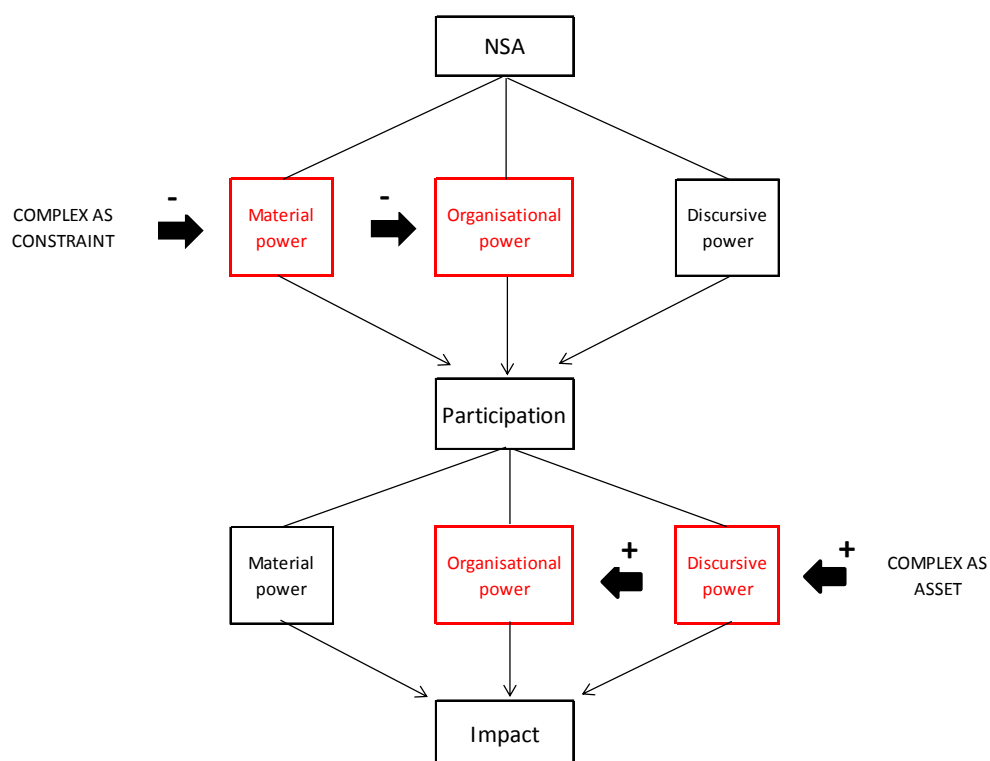 NSA
-
-
COMPLEX AS
CONSTRAINT
Material
power
Organisational
power
Discursive
power
Participation
Material
power
Organisational
power
+
Discursive
power
+
COMPLEX AS
ASSET
Impact